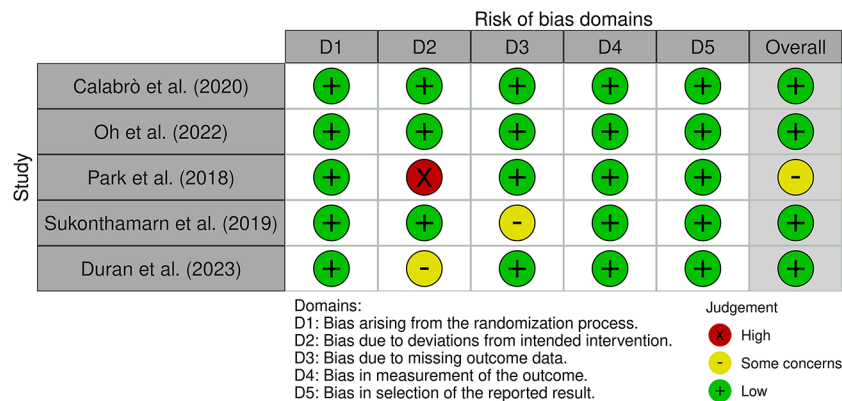 Risk of bias domains
D1 D2 D3 D4 D5 Overall
Study
Calabrò et al. (2020) + + + + + +
Oh et al. (2022) + + + + + +
Park et al. (2018) + X + + + -
Sukonthamarn et al. (2019) + + - + + +
Duran et al. (2023) + - + + + +
Domains:
D1: Bias arising from the randomization process.
D2: Bias due to deviations from intended intervention.
D3: Bias due to missing outcome data.
D4: Bias in measurement of the outcome.
D5: Bias in selection of the reported result.
Judgement
X High
- Some concerns
+ Low